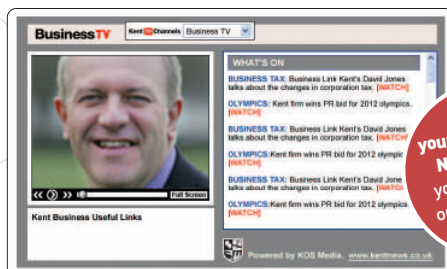 BusinessTV
Kent on Channels Business TV
WHAT'S ON
BUSINESS TAX: Business Link Kent's David Jones
talks about the changes in corporation tax. [WATCH]
OLYMPICS: Kent firm wins PR bid for 2012 olympics.
[WATCH]
BUSINESS TAX: Business Link Kent's David Jones
talks about the changes in corporation tax. [WATCH]
OLYMPICS: Kent firm wins PR bid for 2012 olympics.
[WATCH]
BUSINESS TAX: Business Link Kent's David Jones
talks about the changes in corporation tax. [WATCH]
OLYMPICS: Kent firm wins PR bid for 2012 olympics.
[WATCH]
Full Screen
Kent Business Useful Links
Powered by KOS Media. www.kentnews.co.uk